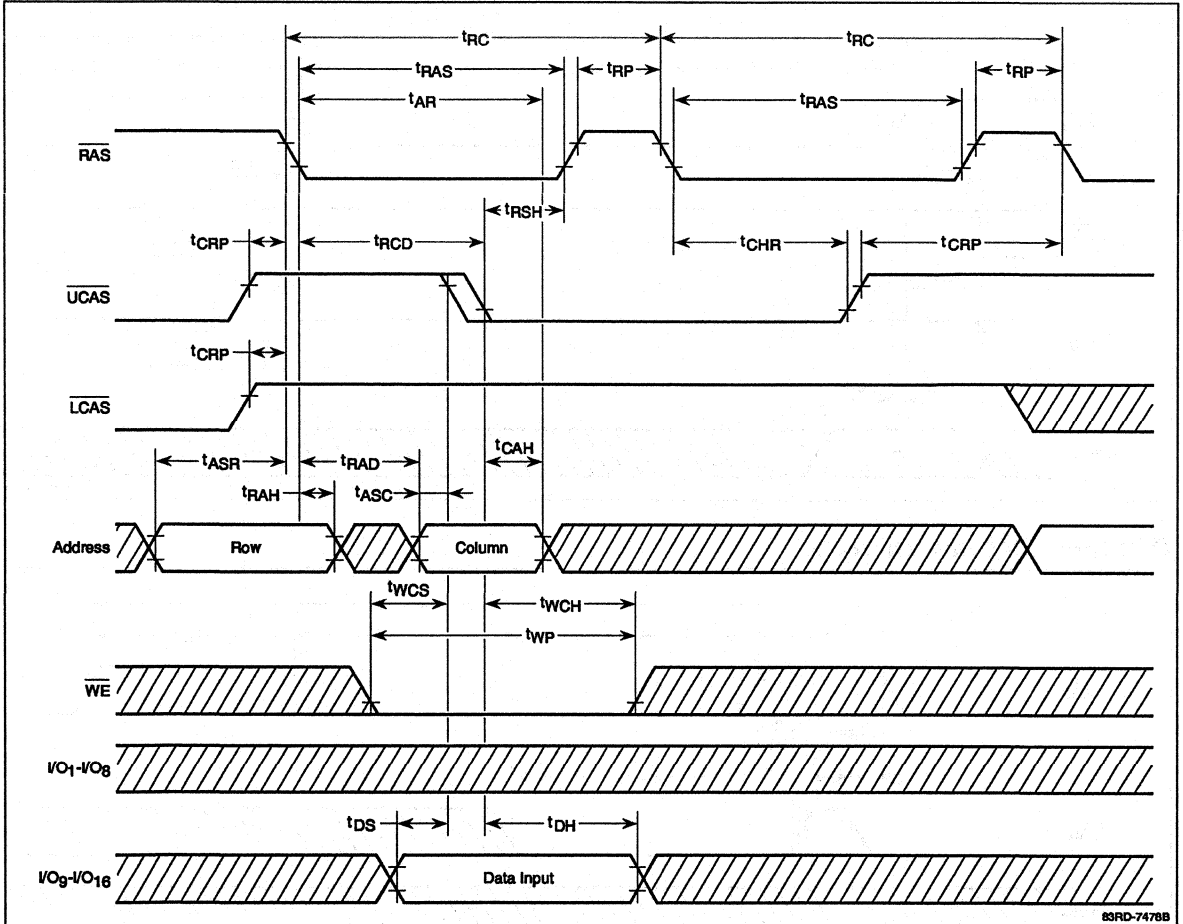 tRC tRC
tRAS tRP tRP
tAR tRAS
RAS
tRSH
tCRP tRCD tCHR tCRP
UCAS
tCRP
LCAS
tCAH
tASR tRAD
tRAH tASC
Address Row Column
tWCS tWCH
tWP
WE
I/O1-I/O8
tDS tDH
I/O9-I/O16 Data Input
83RD-7476B